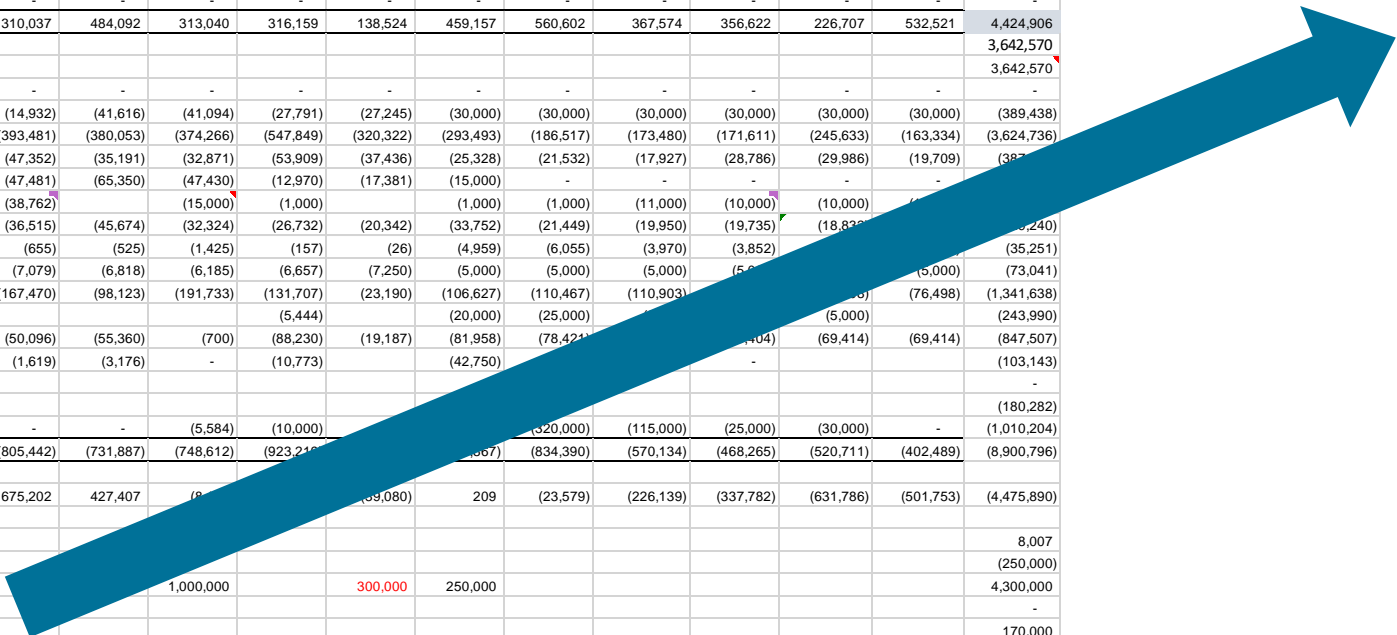 - - - - - - - - - - - -
310,037 484,092 313,040 316,159 138,524 459,157 560,602 367,574 356,622 226,707 532,521 4,424,906
3,642,570
3,642,570
- - - - - - - - - - - -
(14,932) (41,616) (41,094) (27,791) (27,245) (30,000) (30,000) (30,000) (30,000) (30,000) (30,000) (389,438)
393,481) (380,053) (374,266) (547,849) (320,322) (293,493) (186,517) (173,480) (171,611) (245,633) (163,334) (3,624,736)
(47,352) (35,191) (32,871) (53,909) (37,436) (25,328) (21,532) (17,927) (28,786) (29,986) (19,709)
(47,481) (65,350) (47,430) (12,970) (17,381) (15,000) - - - - -
(38,762) (15,000) (1,000) (1,000) (1,000) (11,000) (10,000) (10,000)
(36,515) (45,674) (32,324) (26,732) (20,342) (33,752) (21,449) (19,950) (19,735)
(655) (525) (1,425) (157) (26) (4,959) (6,055) (3,970) (3,852) (35,251)
(7,079) (6,818) (6,185) (6,657) (7,250) (5,000) (5,000) (5,000) (5,000) (73,041)
167,470) (98,123) (191,733) (131,707) (23,190) (106,627) (110,467) (110,903) (76,498) (1,341,638)
(5,444) (20,000) (25,000) (5,000) (243,990)
(50,096) (55,360) (700) (88,230) (19,187) (81,958) (69,414) (69,414) (847,507)
(1,619) (3,176) - (10,773) (42,750) - (103,143)
-
(180,282)
- - (5,584) (10,000) (115,000) (25,000) (30,000) - (1,010,204)
805,442) (731,887) (748,612) (834,390) (570,134) (468,265) (520,711) (402,489) (8,900,796)
675,202 427,407 209 (23,579) (226,139) (337,782) (631,786) (501,753) (4,475,890)
8,007
(250,000)
1,000,000 300,000 250,000 4,300,000
-
170,000